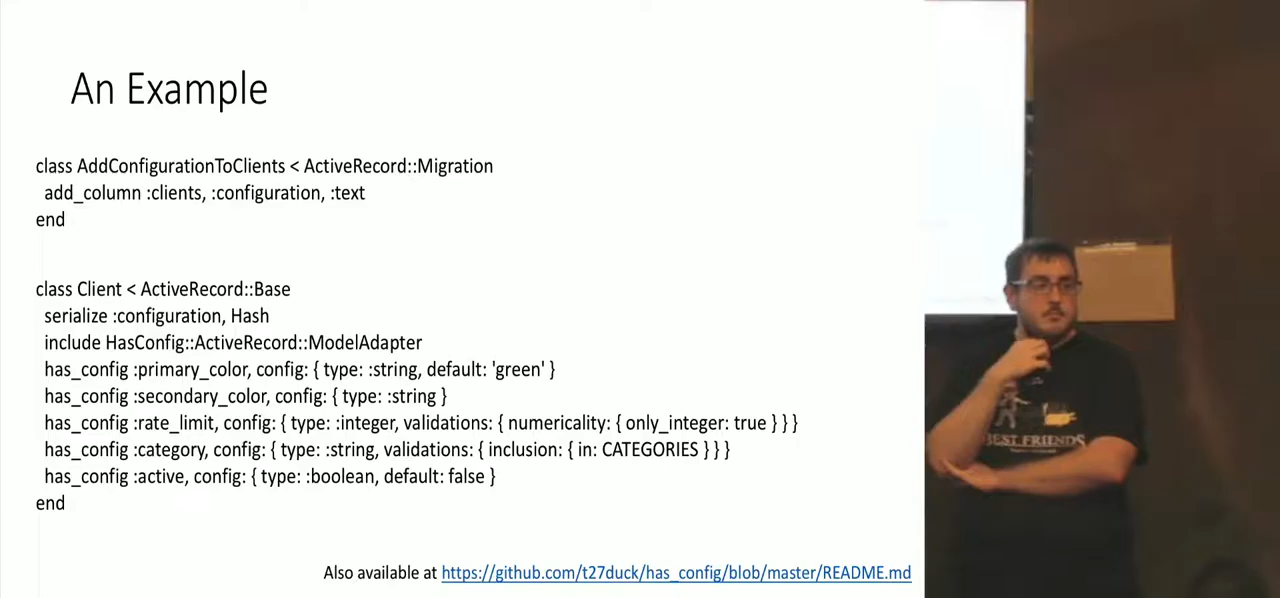 An Example
class AddConfigurationToClients < ActiveRecord::Migration
  add_column :clients, :configuration, :text
end
class Client < ActiveRecord::Base
  serialize :configuration, Hash
  include HasConfig::ActiveRecord::ModelAdapter
  has_config :primary_color, config: { type: :string, default: 'green' }
  has_config :secondary_color, config: { type: :string }
  has_config :rate_limit, config: { type: :integer, validations: { numericality: { only_integer: true } } }
  has_config :category, config: { type: :string, validations: { inclusion: { in: CATEGORIES } } }
  has_config :active, config: { type: :boolean, default: false }
end
Also available at https://github.com/t27duck/has_config/blob/master/README.md
BEST FRIENDS